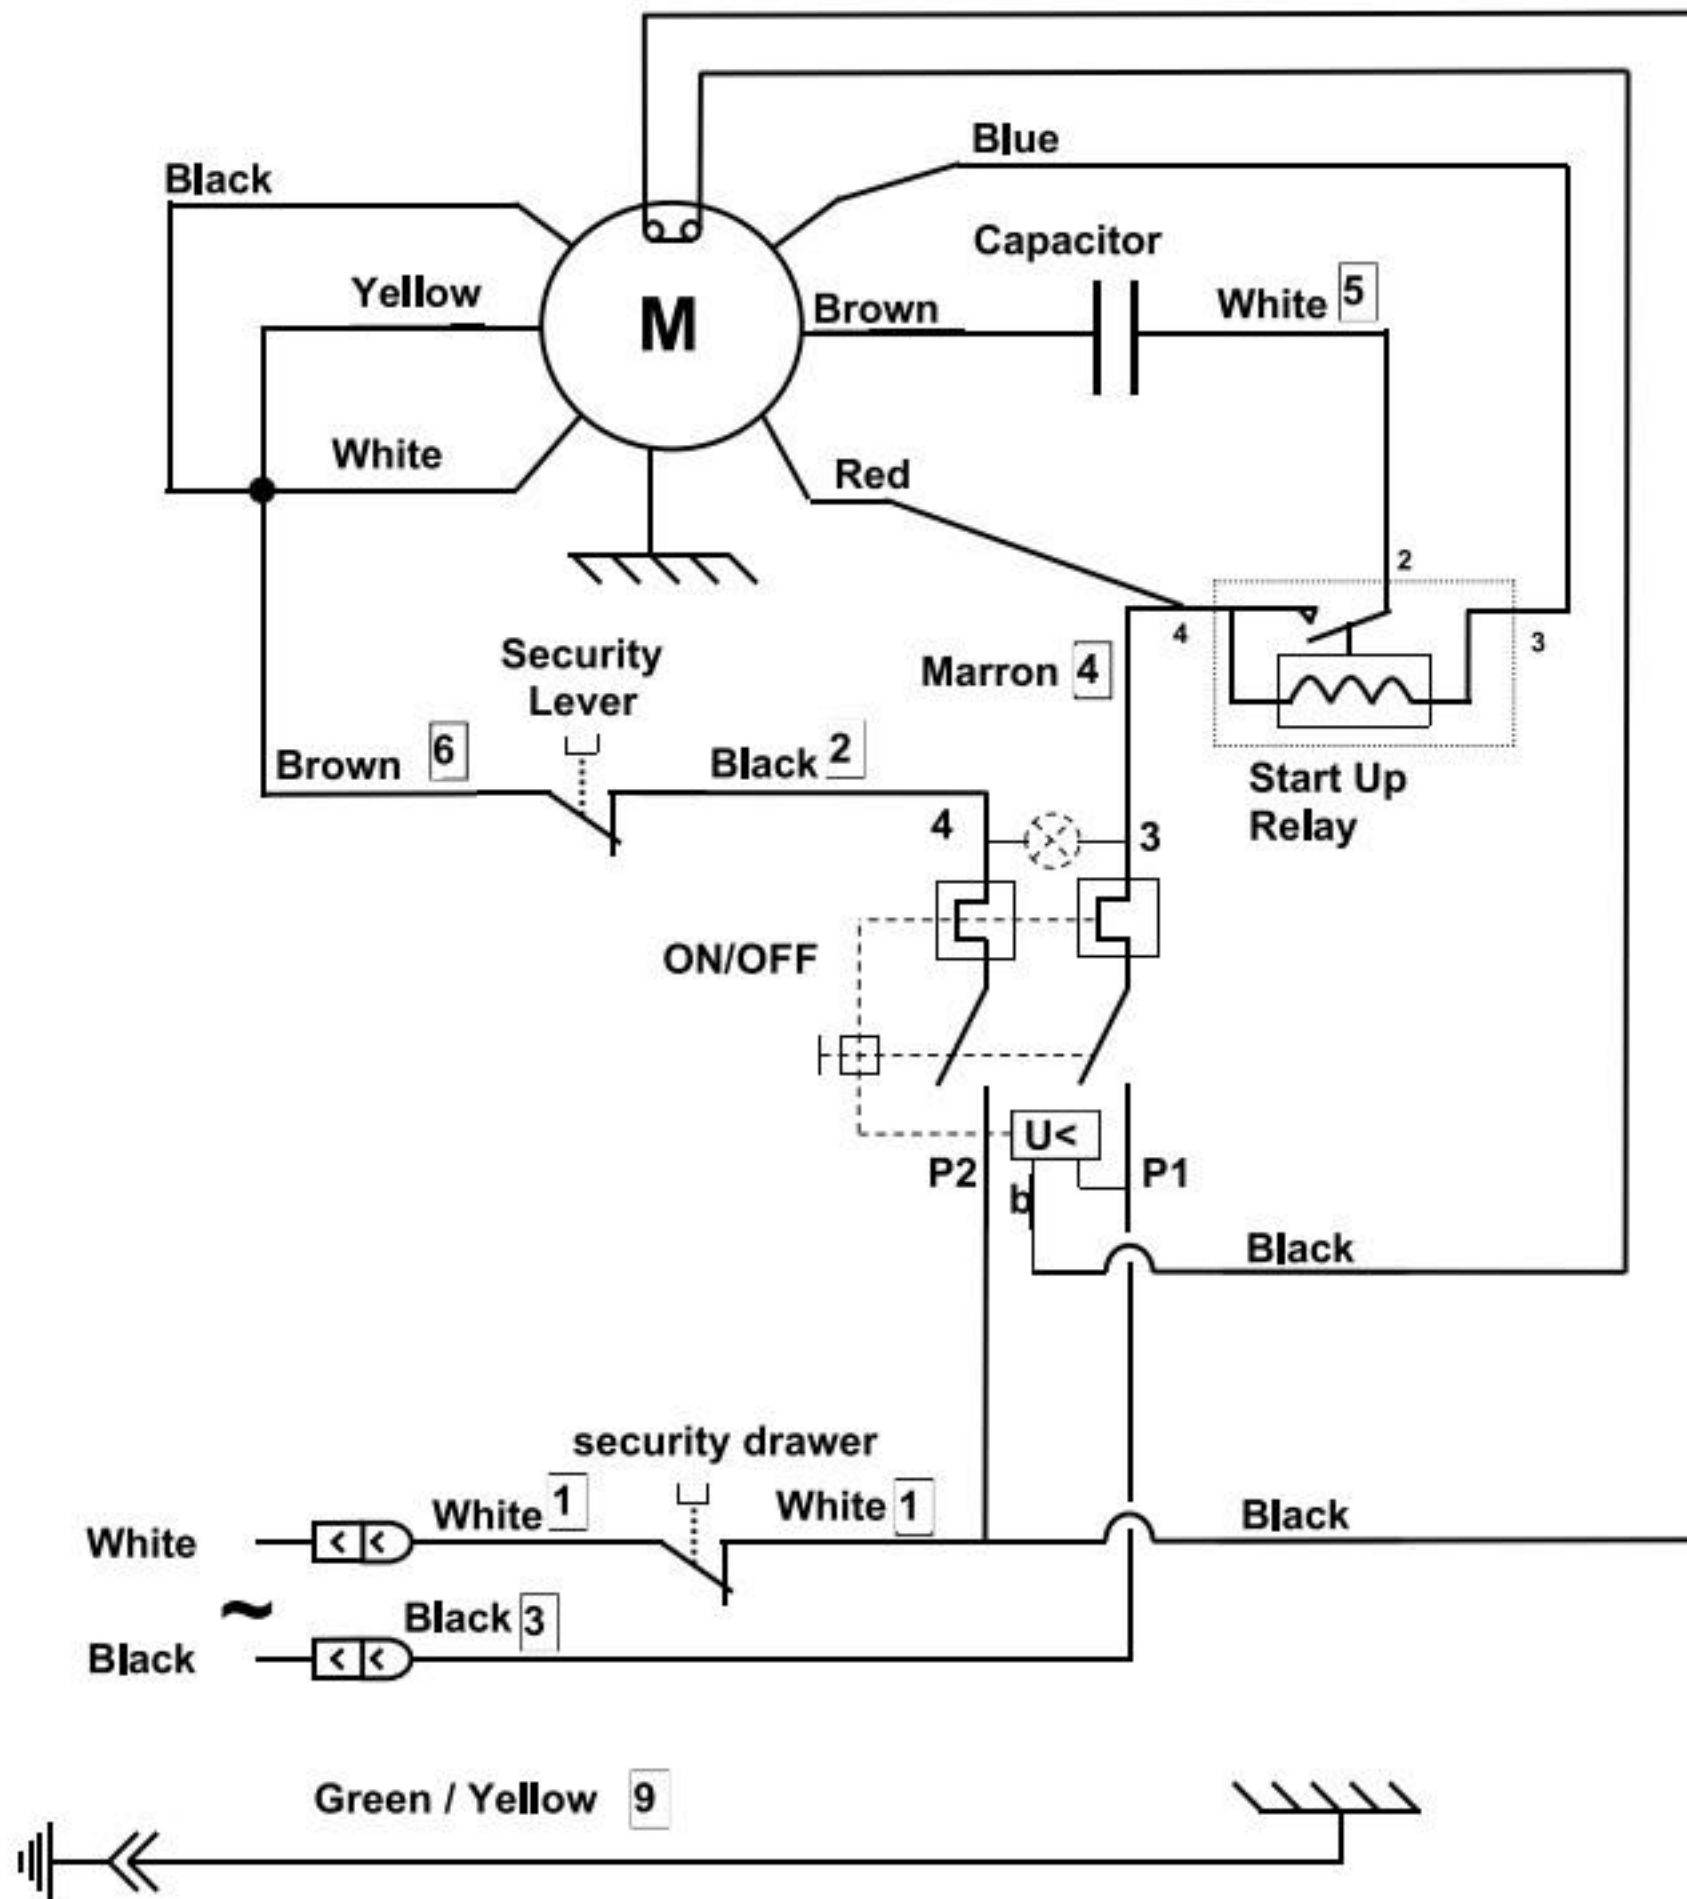 Blue
Black
Capacitor
Yellow
M
Brown
White 5
White
Red
2
4
3
Security
Lever
Marron 4
Brown 6
Black 2
Start Up
Relay
4
3
ON/OFF
U<
P2
b
P1
Black
security drawer
White 1
White 1
Black
White
~
Black 3
Black
Green / Yellow 9